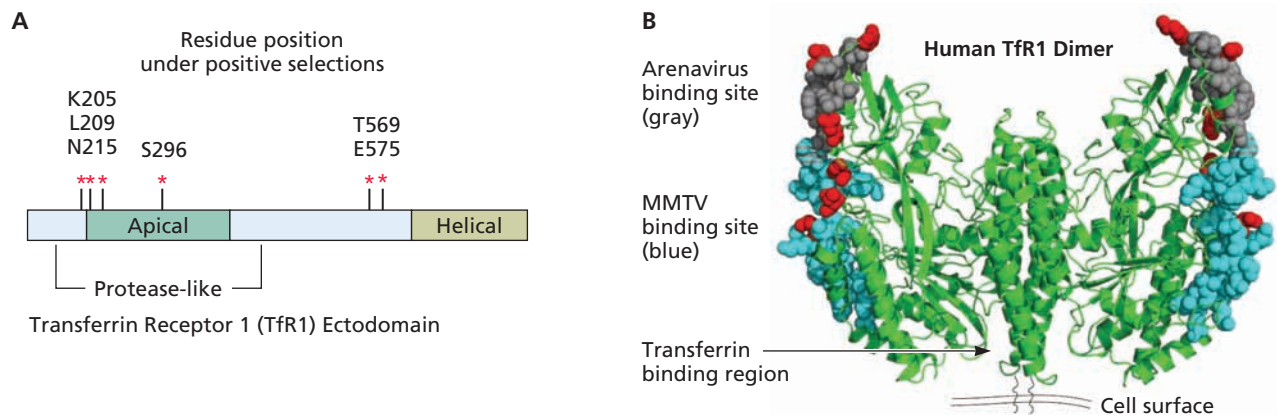 A
Residue position
under positive selections
K205
L209
N215
S296
T569
E575
** * * * *
Apical
Helical
Protease-like
Transferrin Receptor 1 (TfR1) Ectodomain
B
Human TfR1 Dimer
Arenavirus
binding site
(gray)
MMTV
binding site
(blue)
Transferrin
binding region
Cell surface